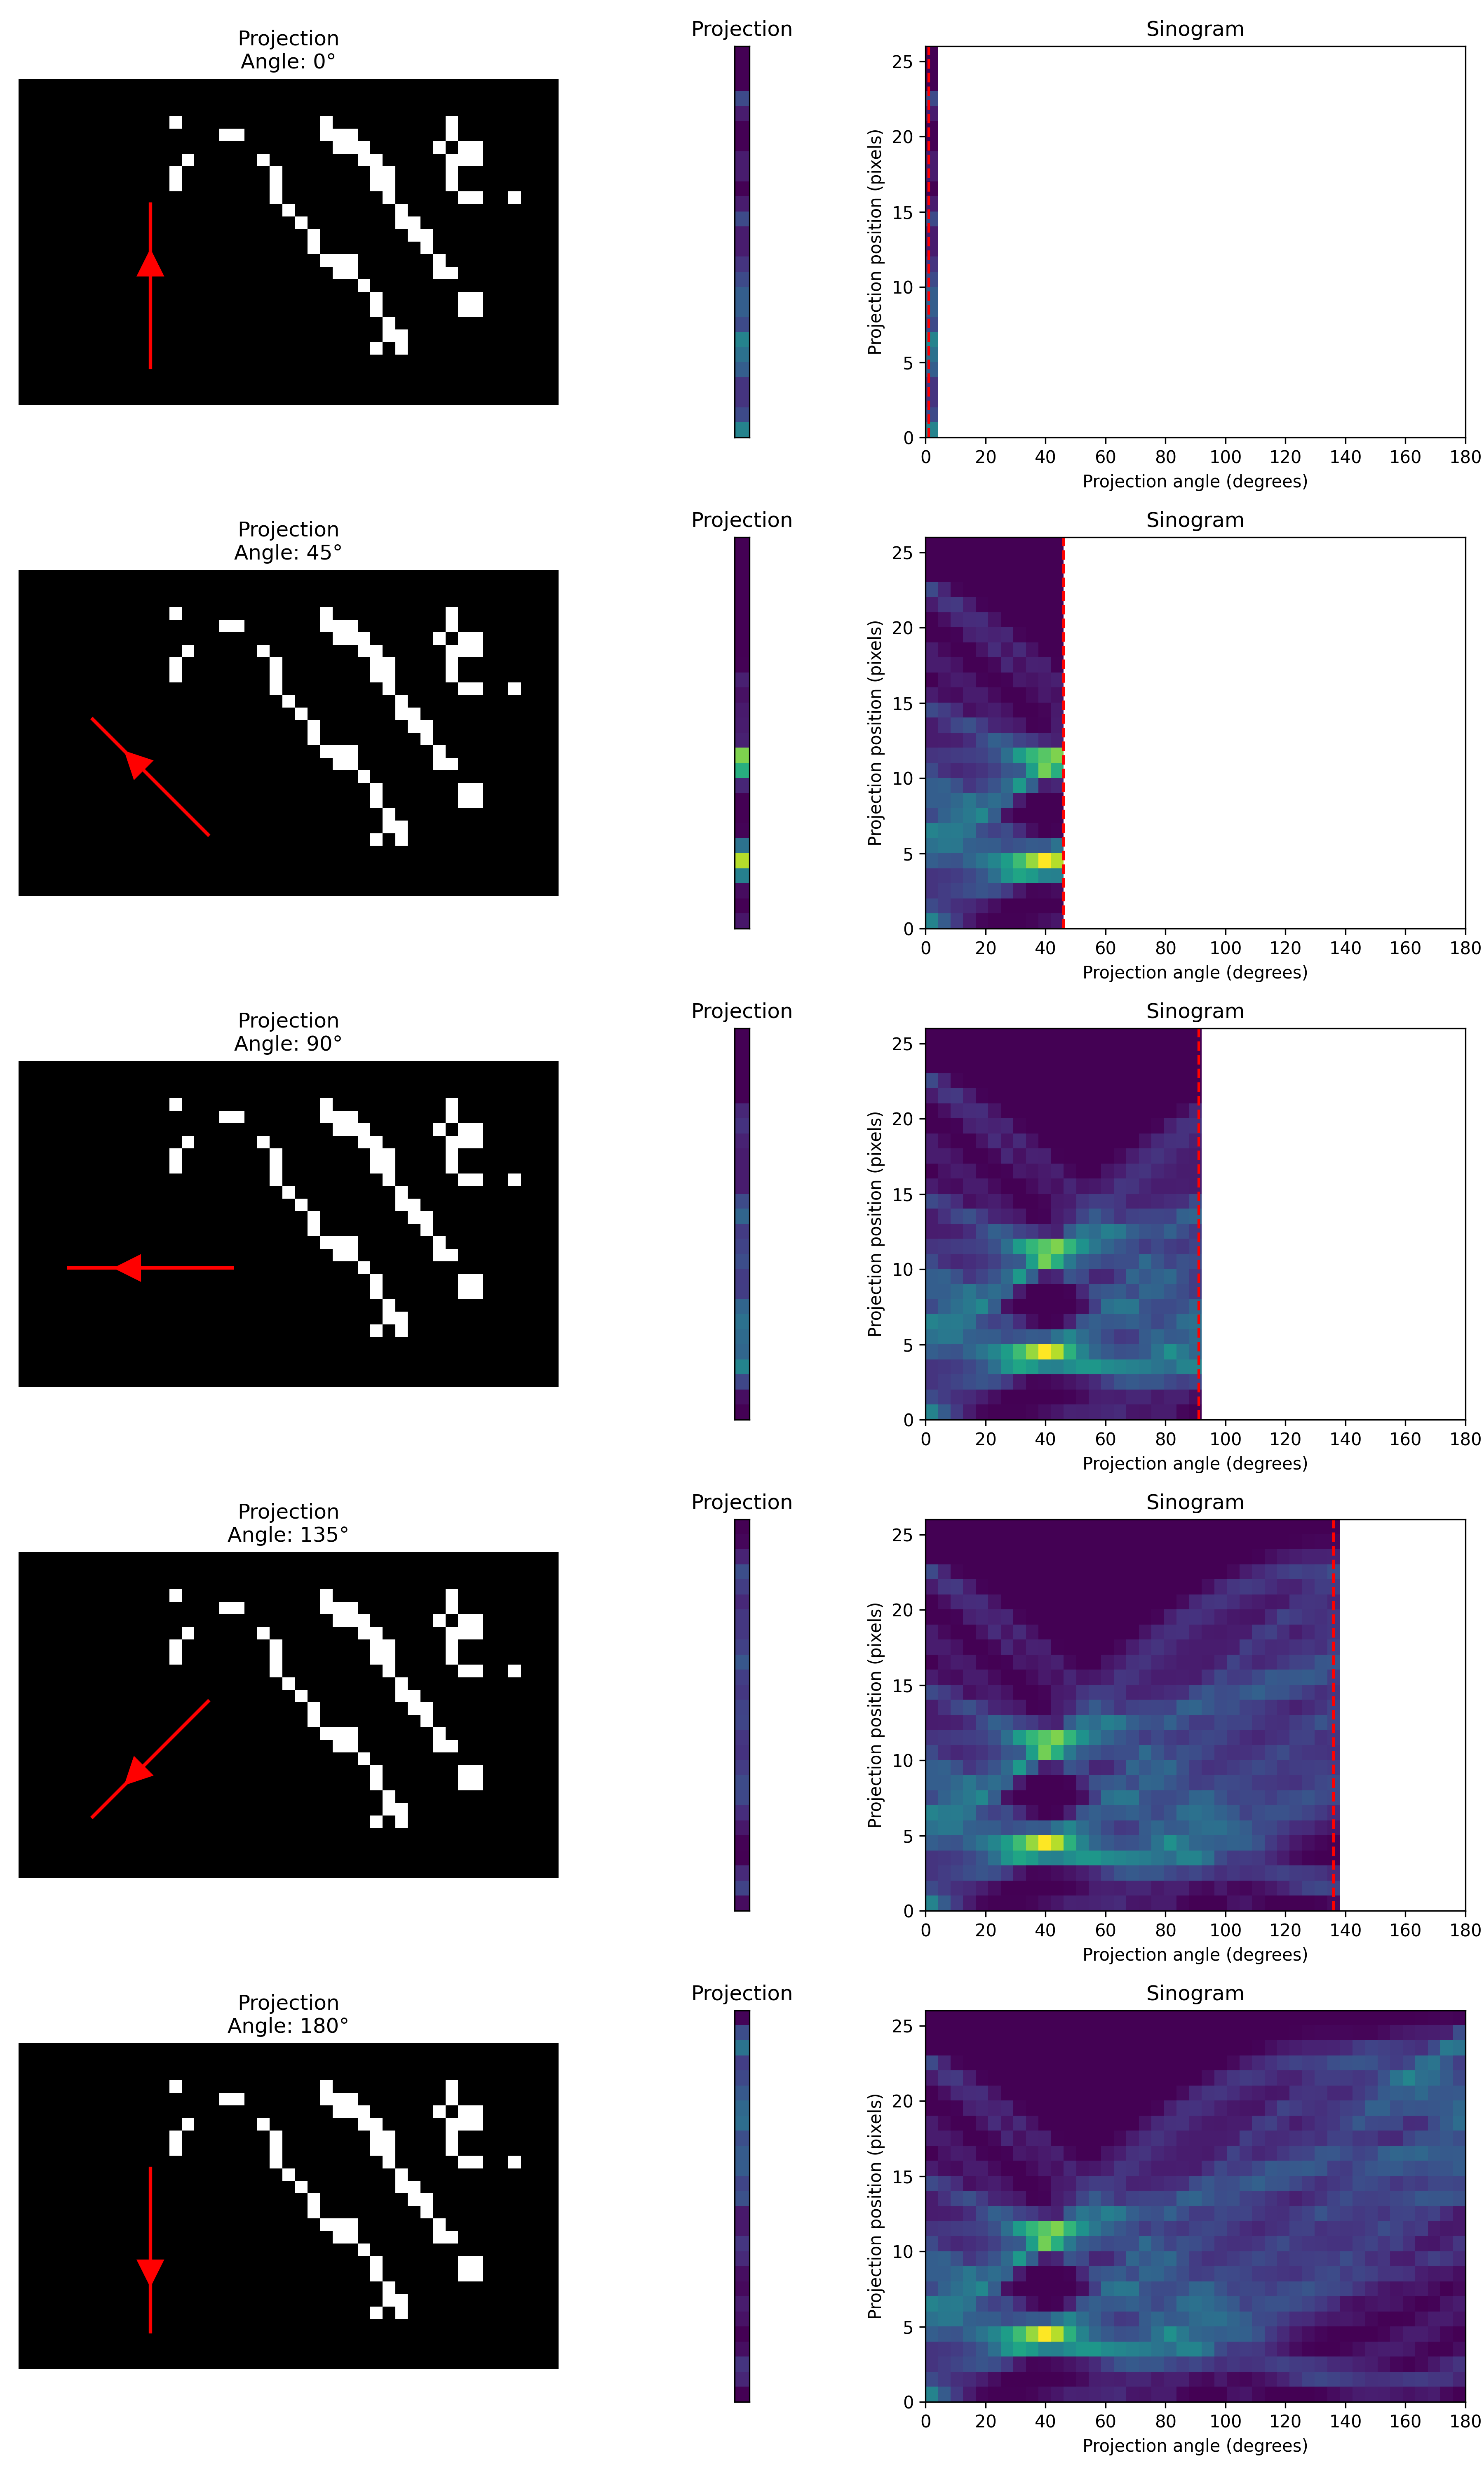 Projection
Angle: 0°
Projection
Sinogram
Projection position (pixels)
25
20
15
10
5
0
0 20 40 60 80 100 120 140 160 180
Projection angle (degrees)
Projection
Angle: 45°
Projection
Sinogram
Projection position (pixels)
25
20
15
10
5
0
0 20 40 60 80 100 120 140 160 180
Projection angle (degrees)
Projection
Angle: 90°
Projection
Sinogram
Projection position (pixels)
25
20
15
10
5
0
0 20 40 60 80 100 120 140 160 180
Projection angle (degrees)
Projection
Angle: 135°
Projection
Sinogram
Projection position (pixels)
25
20
15
10
5
0
0 20 40 60 80 100 120 140 160 180
Projection angle (degrees)
Projection
Angle: 180°
Projection
Sinogram
Projection position (pixels)
25
20
15
10
5
0
0 20 40 60 80 100 120 140 160 180
Projection angle (degrees)